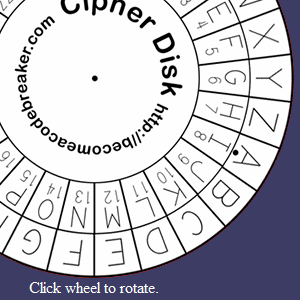 Cipher Disk http://becomeacodebreaker.com
W X Y Z A B C D E F G
E F G H I J K L M N O P
4 5 6 7 8 9 10 11 12 13 14 15 16
Click wheel to rotate.